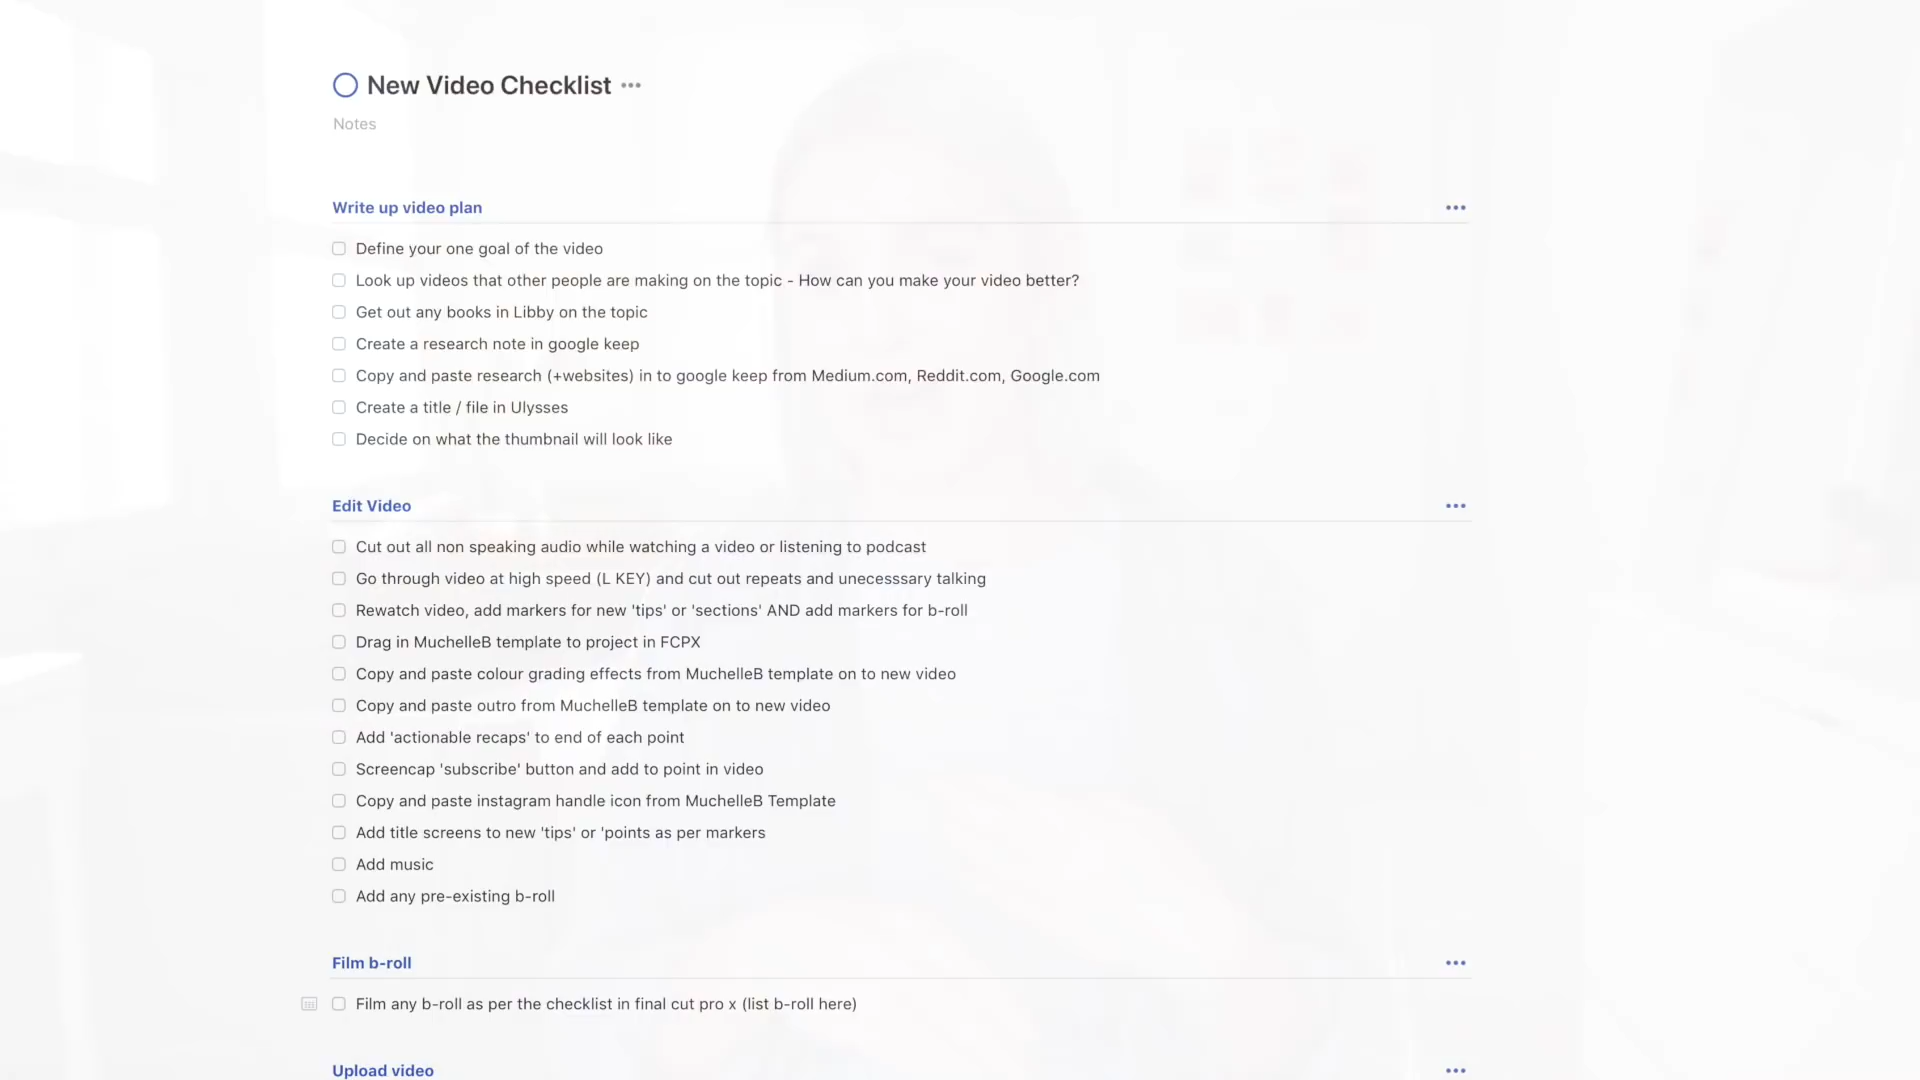 New Video Checklist
Notes
Write up video plan
Define your one goal of the video
Look up videos that other people are making on the topic - How can you make your video better?
Get out any books in Libby on the topic
Create a research note in google keep
Copy and paste research (+websites) in to google keep from Medium.com, Reddit.com, Google.com
Create a title / file in Ulysses
Decide on what the thumbnail will look like
Edit Video
Cut out all non speaking audio while watching a video or listening to podcast
Go through video at high speed (L KEY) and cut out repeats and unecesssary talking
Rewatch video, add markers for new 'tips' or 'sections' AND add markers for b-roll
Drag in MuchelleB template to project in FCPX
Copy and paste colour grading effects from MuchelleB template on to new video
Copy and paste outro from MuchelleB template on to new video
Add 'actionable recaps' to end of each point
Screencap 'subscribe' button and add to point in video
Copy and paste instagram handle icon from MuchelleB Template
Add title screens to new 'tips' or 'points as per markers
Add music
Add any pre-existing b-roll
Film b-roll
Film any b-roll as per the checklist in final cut pro x (list b-roll here)
Upload video